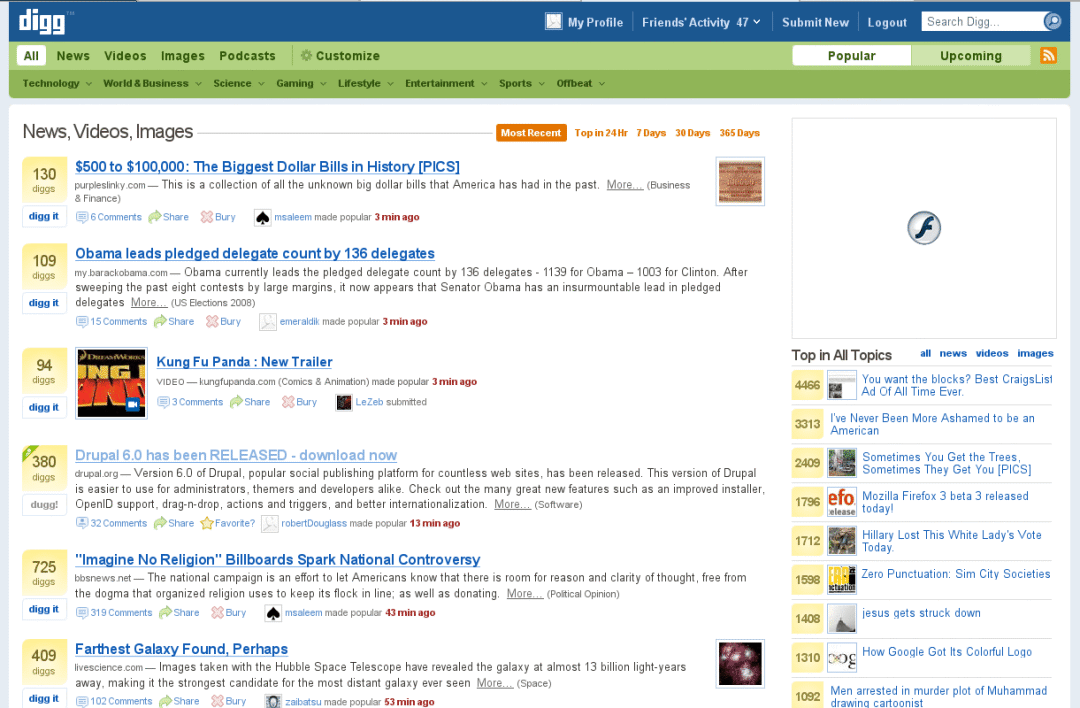 digg™
My Profile
Friends' Activity 47
Submit New
Logout
Search Digg...
All
News
Videos
Images
Podcasts
Customize
Popular
Upcoming
Technology
World & Business
Science
Gaming
Lifestyle
Entertainment
Sports
Offbeat
News, Videos, Images
Most Recent
Top in 24 Hr
7 Days
30 Days
365 Days
130
diggs
digg it
$500 to $100,000: The Biggest Dollar Bills in History [PICS]
purpleslinky.com — This is a collection of all the unknown big dollar bills that America has had in the past. More... (Business
& Finance)
6 Comments Share Bury msaleem made popular 3 min ago
109
diggs
digg it
Obama leads pledged delegate count by 136 delegates
my.barackobama.com — Obama currently leads the pledged delegate count by 136 delegates - 1139 for Obama – 1003 for Clinton. After
sweeping the past eight contests by large margins, it now appears that Senator Obama has an insurmountable lead in pledged
delegates More... (US Elections 2008)
15 Comments Share Bury emeraldik made popular 3 min ago
94
diggs
digg it
DREAMWORKS
Kung Fu Panda : New Trailer
VIDEO — kungfupanda.com (Comics & Animation) made popular 3 min ago
3 Comments Share Bury LeZeb submitted
380
diggs
dugg!
Drupal 6.0 has been RELEASED - download now
drupal.org — Version 6.0 of Drupal, popular social publishing platform for countless web sites, has been released. This version of Drupal
is easier to use for administrators, themers and developers alike. Check out the many great new features such as an improved installer,
OpenID support, drag-n-drop, actions and triggers, and better internationalization. More... (Software)
32 Comments Share Favorite? robertDouglass made popular 13 min ago
725
diggs
digg it
"Imagine No Religion" Billboards Spark National Controversy
bbsnews.net — The national campaign is an effort to let Americans know that there is room for reason and clarity of thought, free from
the dogma that organized religion uses to keep its flock in line; as well as donating. More... (Political Opinion)
319 Comments Share Bury msaleem made popular 43 min ago
409
diggs
digg it
Farthest Galaxy Found, Perhaps
livescience.com — Images taken with the Hubble Space Telescope have revealed the galaxy at almost 13 billion light-years
away, making it the strongest candidate for the most distant galaxy ever seen More... (Space)
102 Comments Share Bury zaibatsu made popular 53 min ago
Top in All Topics
all news videos images
4466
You want the blocks? Best CraigsList
Ad Of All Time Ever.
3313
I've Never Been More Ashamed to be an
American
2409
Sometimes You Get the Trees,
Sometimes They Get You [PICS]
1796
Mozilla Firefox 3 beta 3 released
today!
1712
Hillary Lost This White Lady's Vote
Today.
1598
Zero Punctuation: Sim City Societies
1408
jesus gets struck down
1310
How Google Got Its Colorful Logo
1092
Men arrested in murder plot of Muhammad
drawing cartoonist